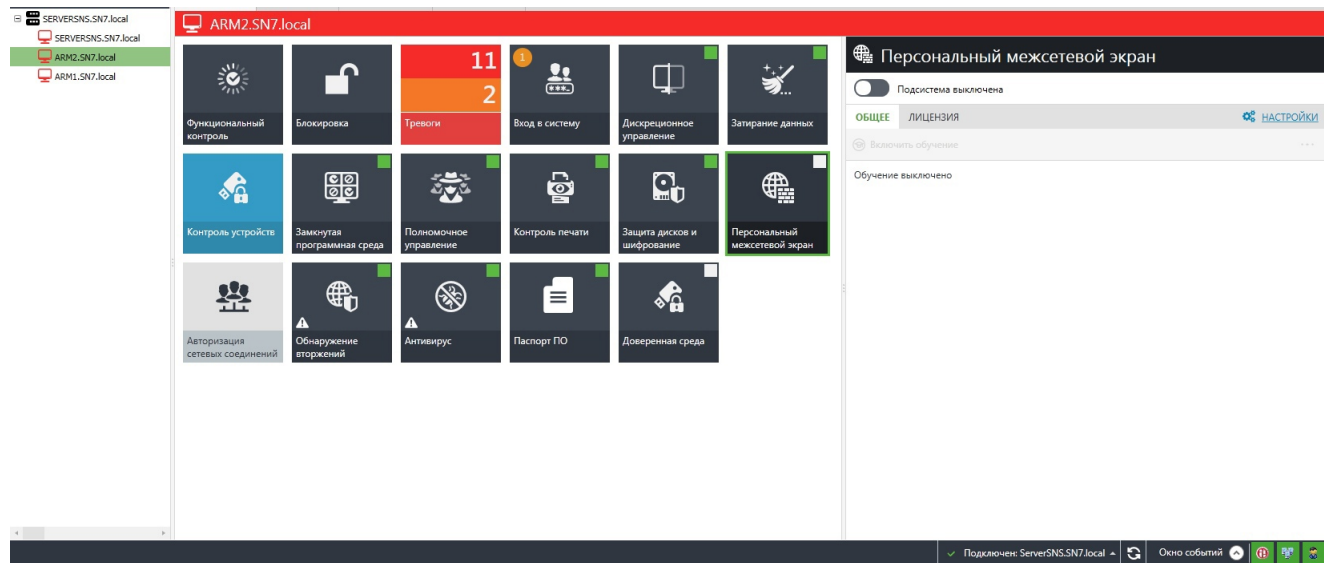 SERVERSNS.SN7.local
SERVERSNS.SN7.local
ARM2.SN7.local
ARM1.SN7.local
ARM2.SN7.local
Функциональный
контроль
Блокировка
11
2
Тревоги
1
***_
Вход в систему
Дискреционное
управление
Затирание данных
Контроль устройств
Замкнутая
программная среда
Полномочное
управление
Контроль печати
Защита дисков и
шифрование
Персональный
межсетевой экран
Авторизация
сетевых соединений
Обнаружение
вторжений
Антивирус
Паспорт ПО
Доверенная среда
Персональный межсетевой экран
Подсистема выключена
ОБЩЕЕ ЛИЦЕНЗИЯ НАСТРОЙКИ
Включить обучение ...
Обучение выключено
Подключен: ServerSNS.SN7.local
Окно событий